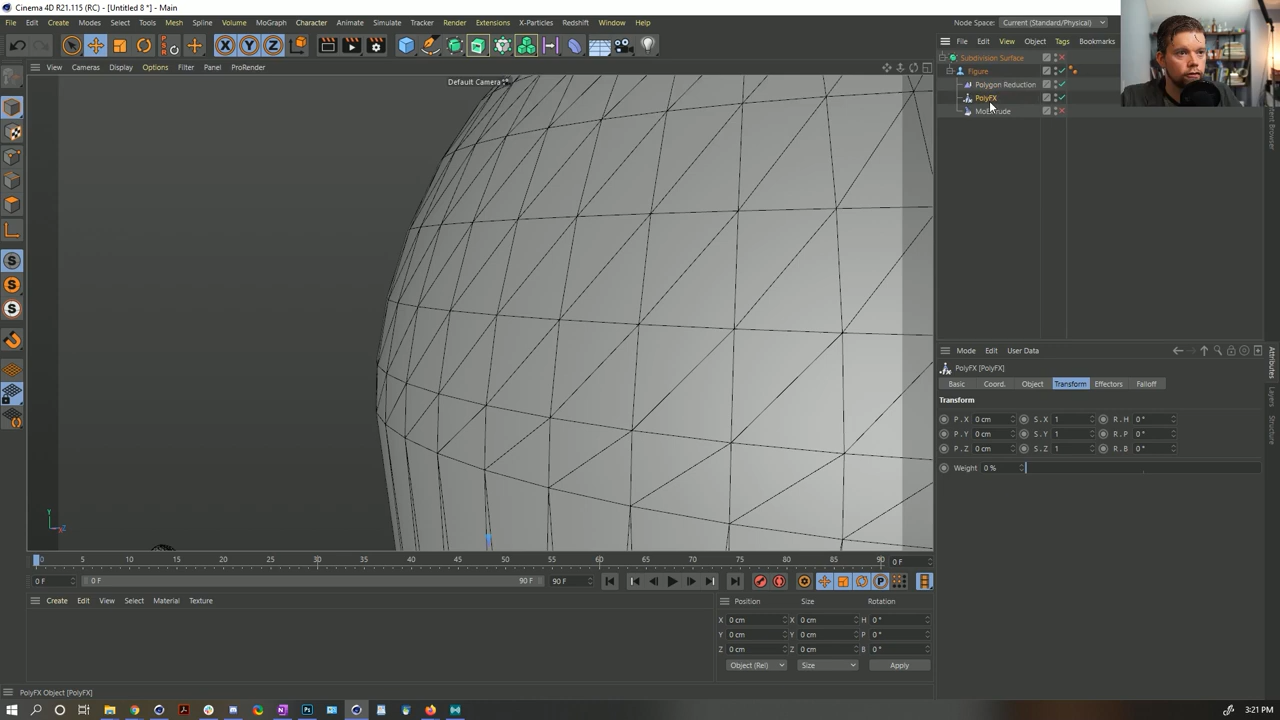 Cinema 4D R21.115 (RC) - [Untitled 8 *] - Main
File Edit Create Modes Select Tools Mesh Spline Volume MoGraph Character Animate Simulate Tracker Render Extensions X-Particles Redshift Window Help
Node Space: Current (Standard/Physical)
View Cameras Display Options Filter Panel ProRender
File Edit View Object Tags Bookmarks
Default Camera
Subdivision Surface
Figure
Polygon Reduction
PolyFX
MoExtrude
Content Browser
Mode Edit User Data
PolyFX [PolyFX]
Basic Coord. Object Transform Effectors Falloff
Transform
P . X 0 cm S . X 1 R . H 0 °
P . Y 0 cm S . Y 1 R . P 0 °
P . Z 0 cm S . Z 1 R . B 0 °
Weight 0 %
Attributes
Layers
Structure
Y
Z
0 5 10 15 20 25 30 35 40 45 50 55 60 65 70 75 80 85 90 0 F
0 F 0 F 90 F 90 F
Create Edit View Select Material Texture
Position Size Rotation
X 0 cm X 0 cm H 0 °
Y 0 cm Y 0 cm P 0 °
Z 0 cm Z 0 cm B 0 °
Object (Rel) Size Apply
PolyFX Object [PolyFX]
3:21 PM